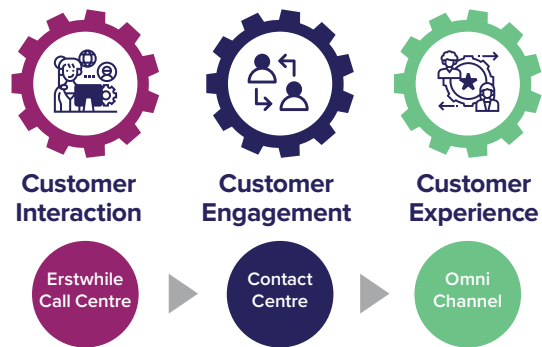 Customer
Interaction
Customer
Engagement
Customer
Experience
Erstwhile
Call Centre
Contact
Centre
Omni
Channel